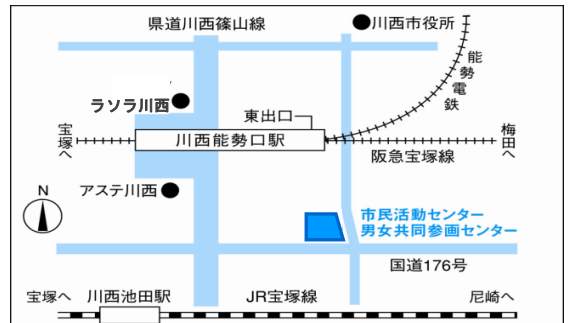 県道川西篠山線
川西市役所
能勢電鉄
ラソラ川西
東出口
宝塚へ
川西能勢口駅
阪急宝塚線
梅田へ
アステ川西
N
市民活動センター
男女共同参画センター
国道176号
宝塚へ
川西池田駅
JR宝塚線
尼崎へ